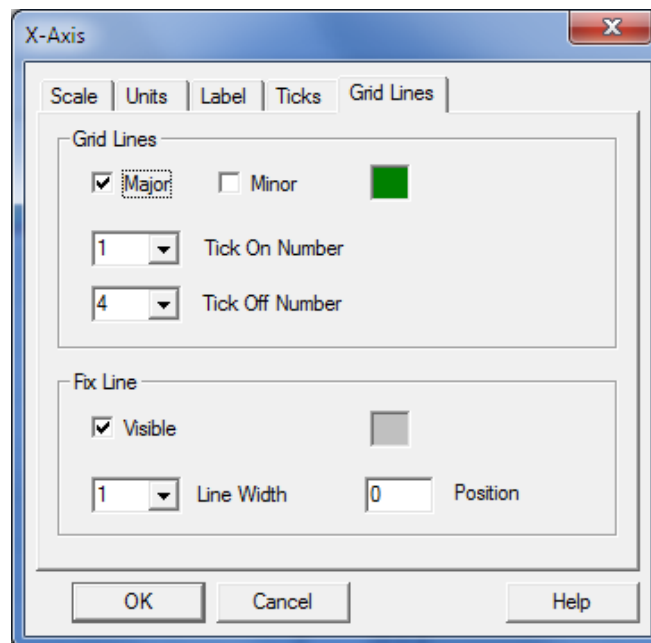 X-Axis
Scale Units Label Ticks Grid Lines
Grid Lines
Major Minor
1 Tick On Number
4 Tick Off Number
Fix Line
Visible
1 Line Width 0 Position
OK Cancel Help